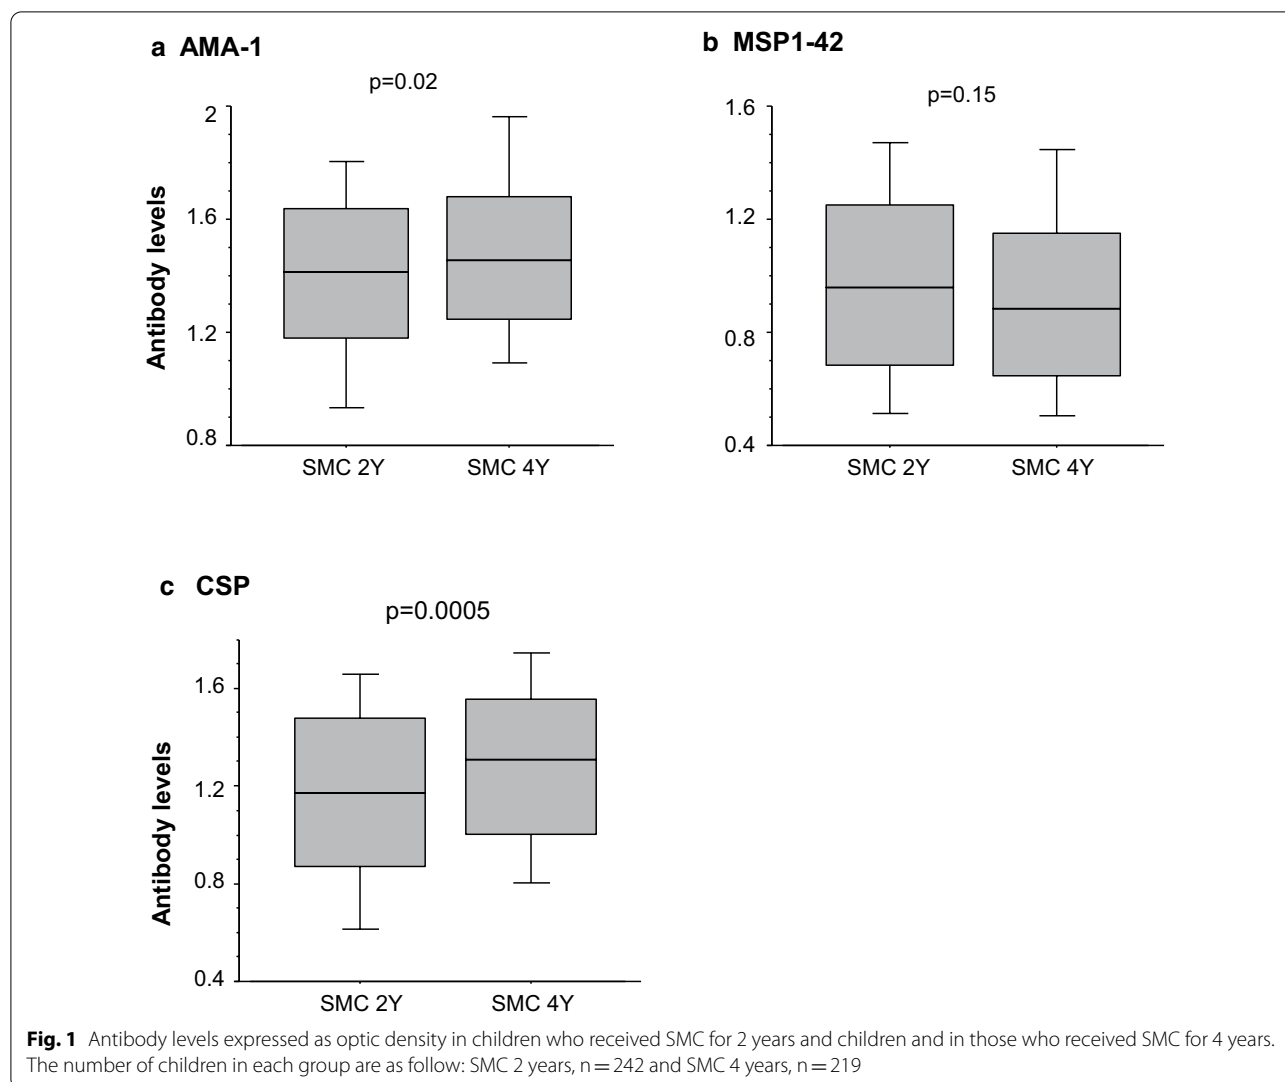 a AMA-1
p=0.02
Antibody levels
2
1.6
1.2
0.8
SMC 2Y SMC 4Y
b MSP1-42
p=0.15
1.6
1.2
0.8
0.4
SMC 2Y SMC 4Y
c CSP
p=0.0005
Antibody levels
1.6
1.2
0.8
0.4
SMC 2Y SMC 4Y
Fig. 1 Antibody levels expressed as optic density in children who received SMC for 2 years and children and in those who received SMC for 4 years.
The number of children in each group are as follow: SMC 2 years, n = 242 and SMC 4 years, n = 219